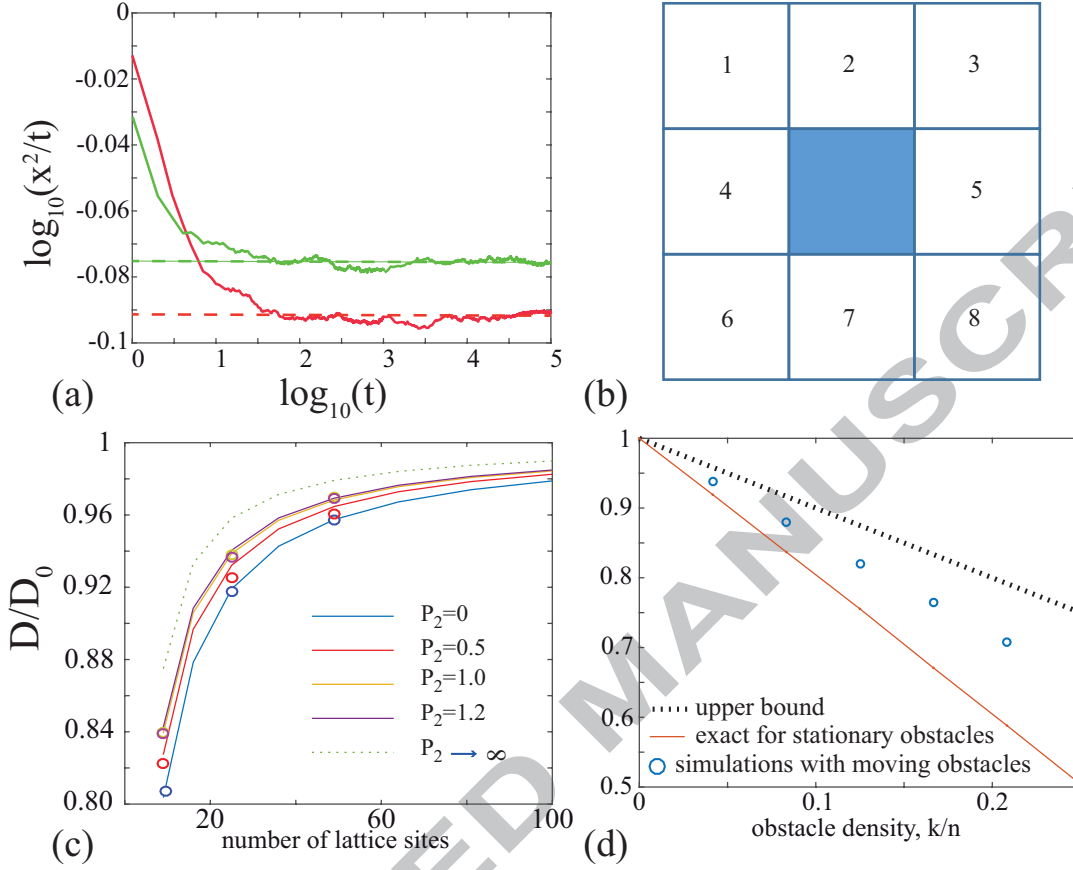 0
-0.02
-0.04
-0.06
-0.08
-0.1
log10(x²/t)
0 1 2 3 4 5
log10(t)
(a)
1 2 3
4 5
6 7 8
(b)
1
0.96
0.92
0.88
0.84
0.80
D/D0
P2=0
P2=0.5
P2=1.0
P2=1.2
P2 → ∞
20 60 100
number of lattice sites
(c)
1
0.9
0.8
0.7
0.6
0.5
upper bound
exact for stationary obstacles
simulations with moving obstacles
0 0.1 0.2
obstacle density, k/n
(d)
ED MANUSCR